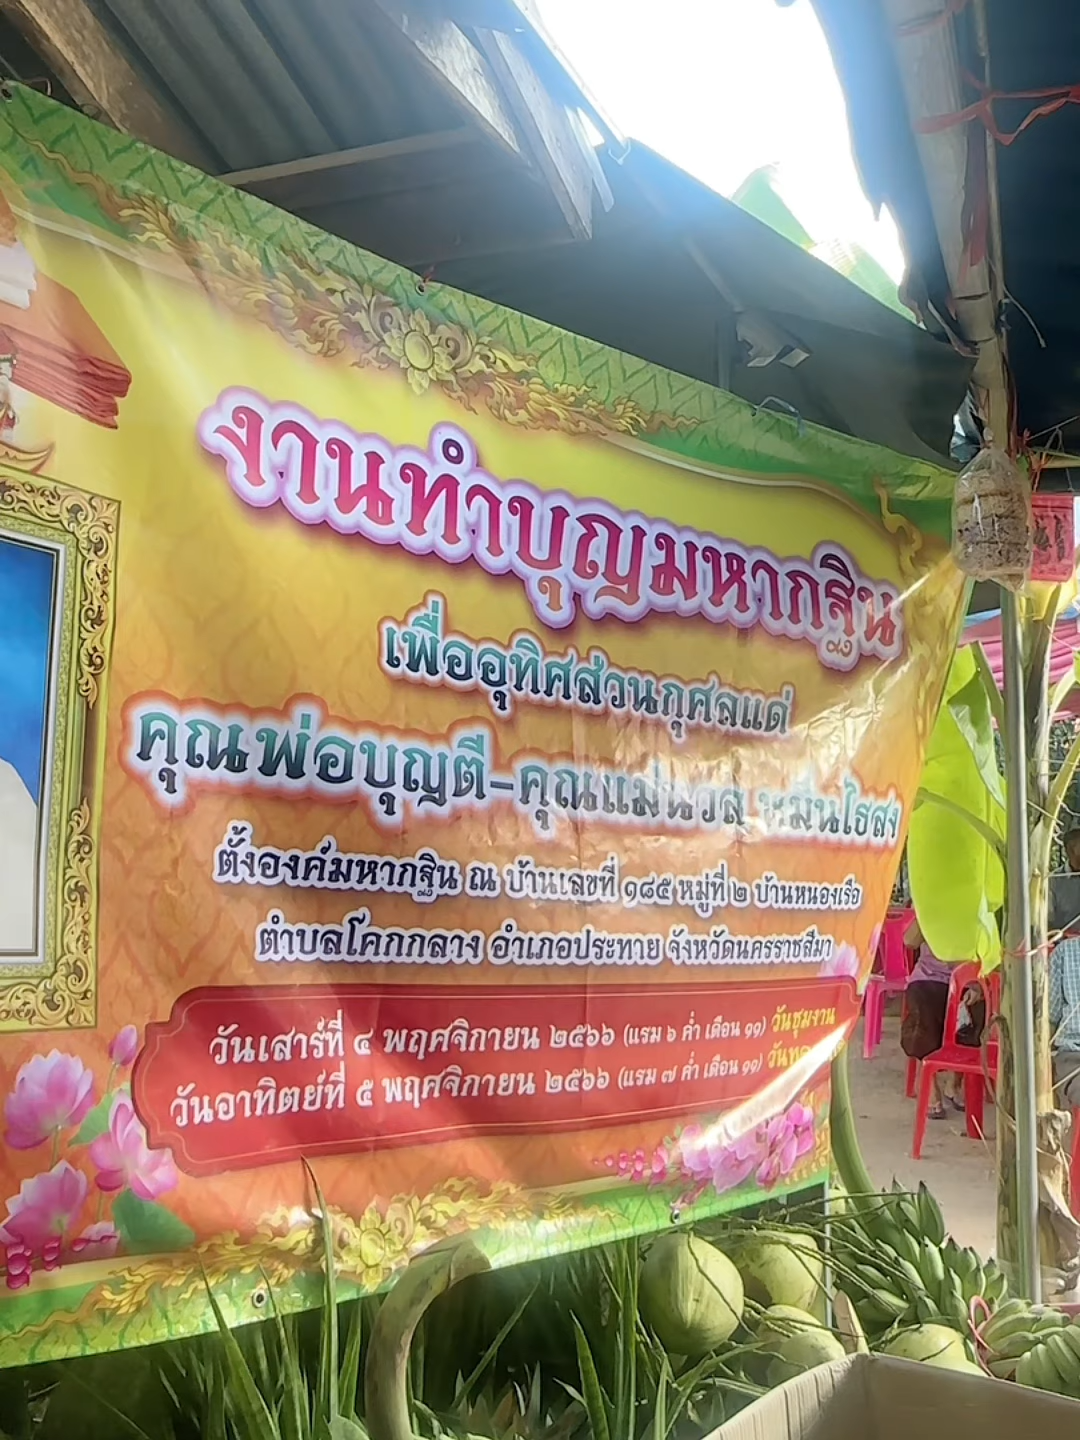 งานทำบุญมหากฐิน
เพื่ออุทิศส่วนกุศลแด่
คุณพ่อบุญตี-คุณแม่นวล หมื่นไธสง
ตั้งองค์มหากฐิน ณ บ้านเลขที่ ๑๘๕ หมู่ที่ ๒ บ้านหนองเรือ
ตำบลโคกกลาง อำเภอประทาย จังหวัดนครราชสีมา
วันเสาร์ที่ ๔ พฤศจิกายน ๒๕๖๖ (แรม ๖ ค่ำ เดือน ๑๑) วันชุมงาน
วันอาทิตย์ที่ ๕ พฤศจิกายน ๒๕๖๖ (แรม ๗ ค่ำ เดือน ๑๑)